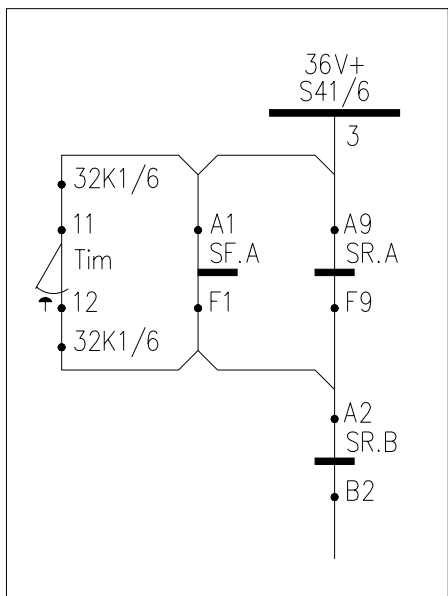 36V+
S41/6
3
32K1/6
11
A1
A9
Tim
SF.A
SR.A
12
F1
F9
32K1/6
A2
SR.B
B2